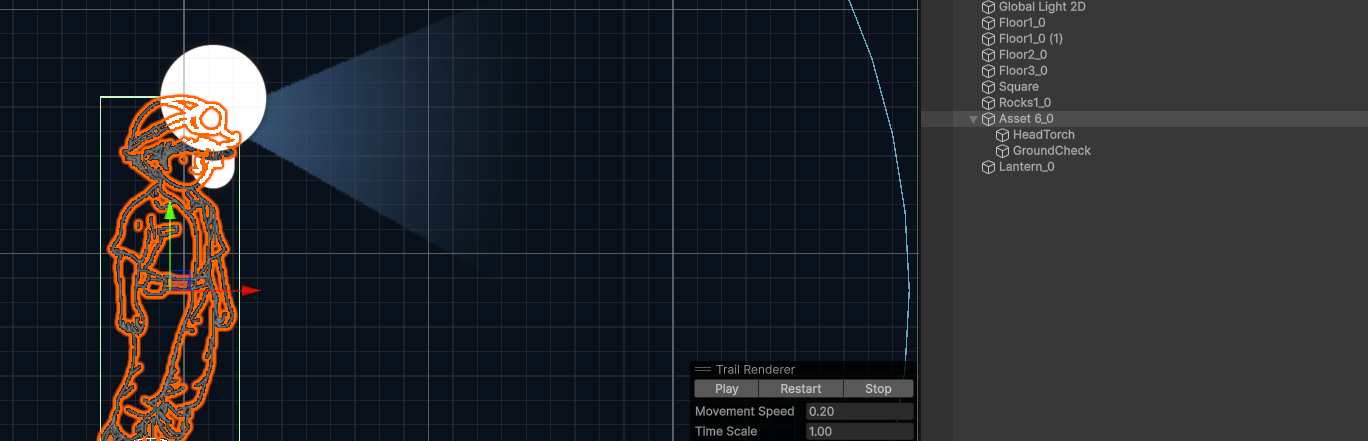 Global Light 2D
Floor1_0
Floor1_0 (1)
Floor2_0
Floor3_0
Square
Rocks1_0
Asset 6_0
HeadTorch
GroundCheck
Lantern_0
Trail Renderer
Play Restart Stop
Movement Speed 0.20
Time Scale 1.00